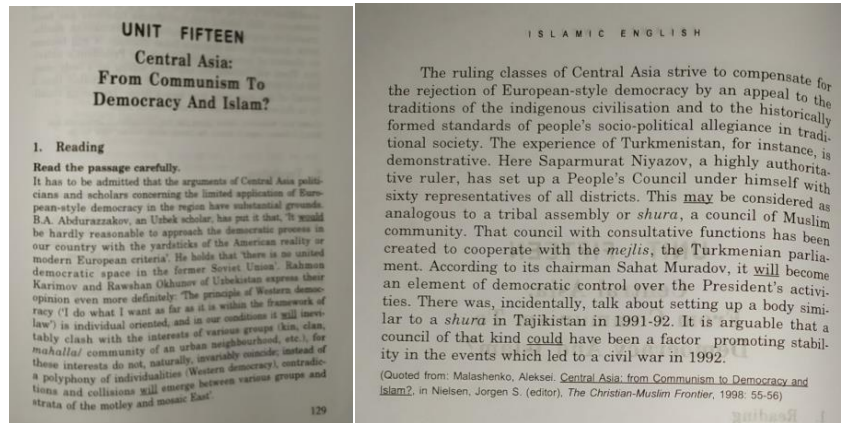 UNIT FIFTEEN
Central Asia:
From Communism To
Democracy And Islam?
1. Reading
Read the passage carefully.
It has to be admitted that the arguments of Central Asia politi-
cians and scholars concerning the limited application of Euro-
pean-style democracy in the region have substantial grounds.
B.A. Abdurazzakov, an Uzbek scholar, has put it that, 'It would
be hardly reasonable to approach the democratic process in
our country with the yardsticks of the American reality or
modern European criteria'. He holds that 'there is no united
democratic space in the former Soviet Union'. Rahmon
Karimov and Rawshan Okhunov of Uzbekistan express their
opinion even more definitely: 'The principle of Western democ-
racy ('I do what I want as far as it is within the framework of
law') is individual oriented, and in our conditions it will inevi-
tably clash with the interests of various groups (kin, clan,
mahalla/ community of an urban neighbourhood, etc.), for
these interests do not, naturally, invariably coincide; instead of
a polyphony of individualities (Western democracy), contradic-
tions and collisions will emerge between various groups and
strata of the motley and mosaic East'.
129
ISLAMIC ENGLISH
The ruling classes of Central Asia strive to compensate for
the rejection of European-style democracy by an appeal to the
traditions of the indigenous civilisation and to the historically
formed standards of people's socio-political allegiance in tradi-
tional society. The experience of Turkmenistan, for instance, is
demonstrative. Here Saparmurat Niyazov, a highly authorita-
tive ruler, has set up a People's Council under himself with
sixty representatives of all districts. This may be considered as
analogous to a tribal assembly or shura, a council of Muslim
community. That council with consultative functions has been
created to cooperate with the mejlis, the Turkmenian parlia-
ment. According to its chairman Sahat Muradov, it will become
an element of democratic control over the President's activi-
ties. There was, incidentally, talk about setting up a body simi-
lar to a shura in Tajikistan in 1991-92. It is arguable that a
council of that kind could have been a factor promoting stabil-
ity in the events which led to a civil war in 1992.
(Quoted from: Malashenko, Aleksei. Central Asia: from Communism to Democracy and
Islam?, in Nielsen, Jorgen S. (editor), The Christian-Muslim Frontier, 1998: 55-56)